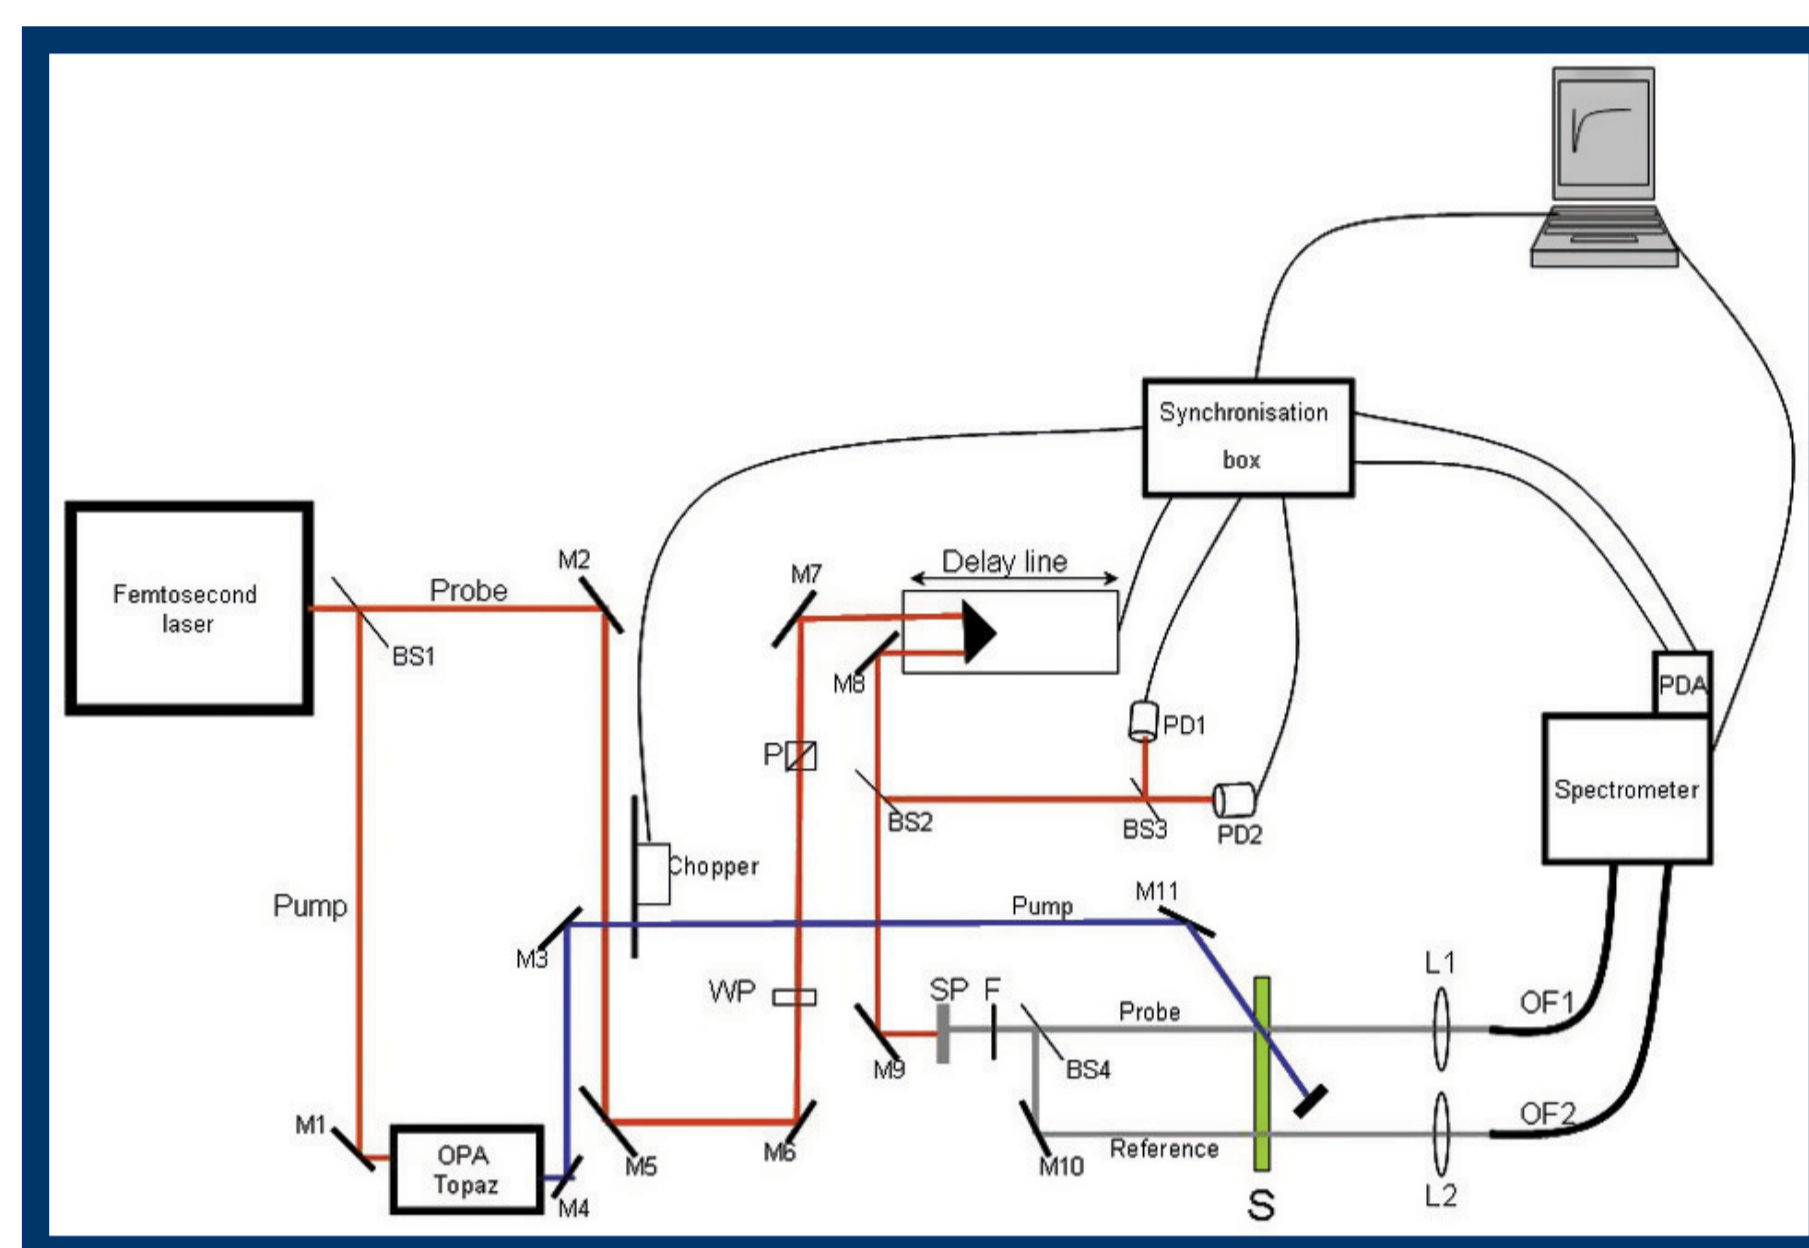 Synchronisation
box
Delay line
M2
M7
Femtosecond
laser
Probe
BS1
M8
PDA
PD1
P
Spectrometer
BS2
BS3
PD2
Chopper
Pump
Pump
M11
M3
WP
SP
F
L1
Probe
OF1
M9
BS4
M1
OPA
Topaz
M5
M6
M10
Reference
OF2
M4
S
L2